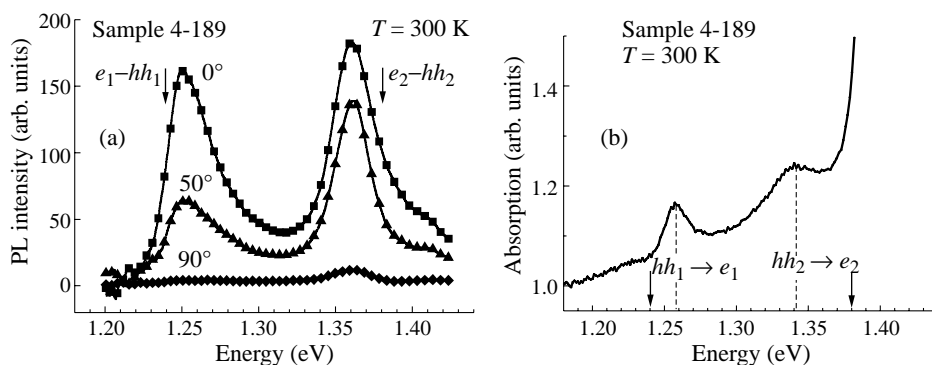 Sample 4-189
T = 300 K
e1–hh1
0°
e2–hh2
(a)
50°
90°
PL intensity (arb. units)
200
150
100
50
0
1.20
1.25
1.30
1.35
1.40
Energy (eV)
Sample 4-189
T = 300 K
(b)
hh1 → e1
hh2 → e2
Absorption (arb. units)
1.4
1.2
1.0
1.20
1.25
1.30
1.35
1.40
Energy (eV)